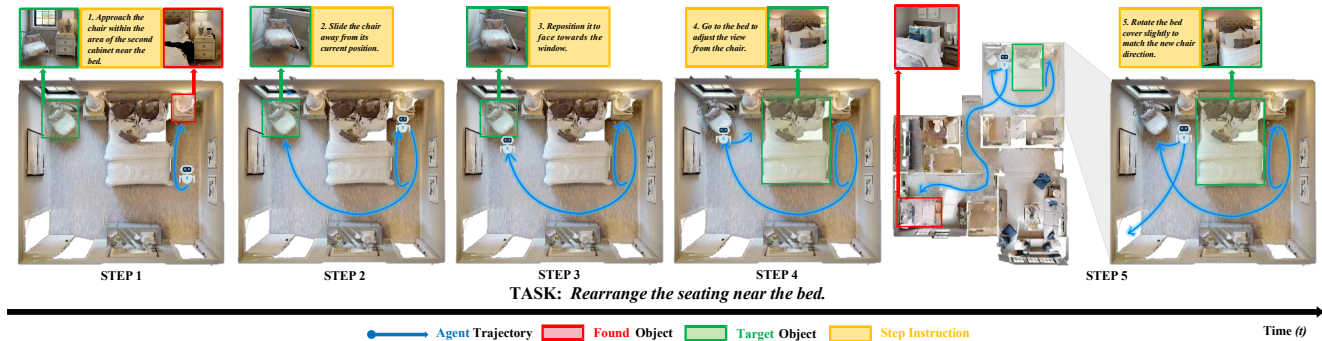 1. Approach the
chair within the
area of the second
cabinet near the
bed.
2. Slide the chair
away from its
current position.
3. Reposition it to
face towards the
window.
4. Go to the bed to
adjust the view
from the chair.
5. Rotate the bed
cover slightly to
match the new chair
direction.
STEP 1
STEP 2
STEP 3
STEP 4
STEP 5
TASK: Rearrange the seating near the bed.
Agent Trajectory
Found Object
Target Object
Step Instruction
Time (t)